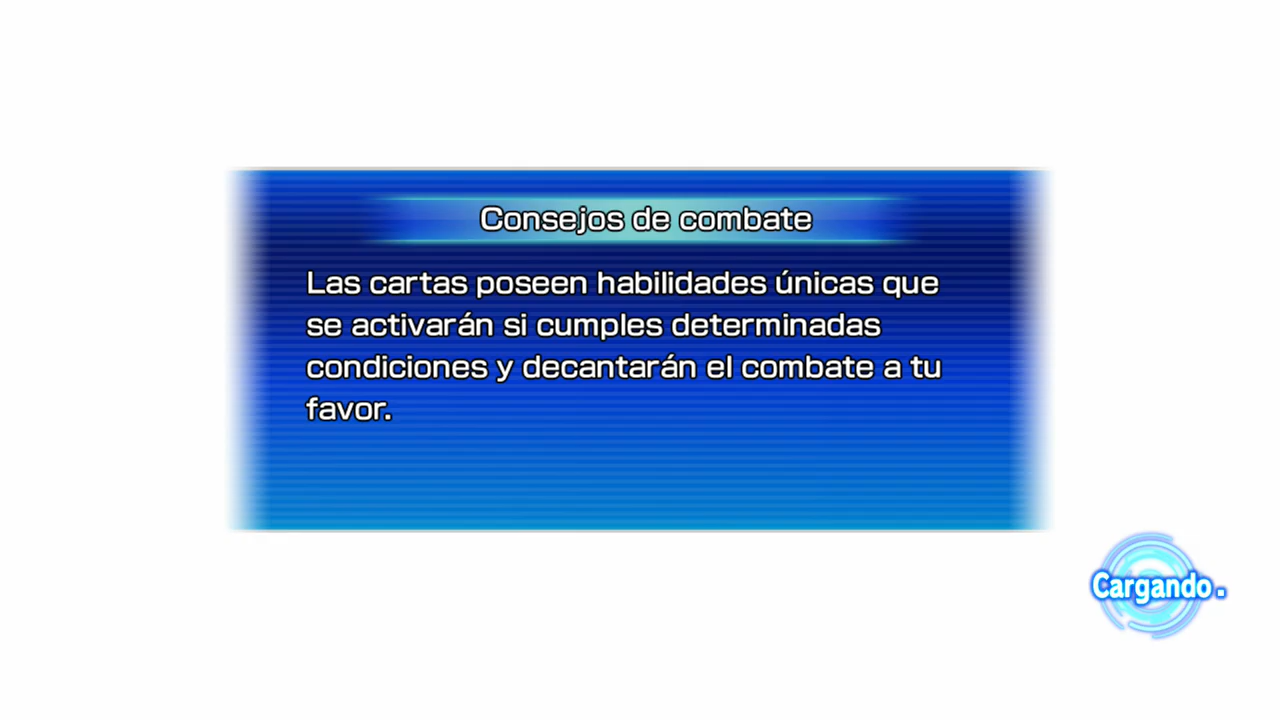 Consejos de combate
Las cartas poseen habilidades únicas que
se activarán si cumples determinadas
condiciones y decantarán el combate a tu
favor.
Cargando.